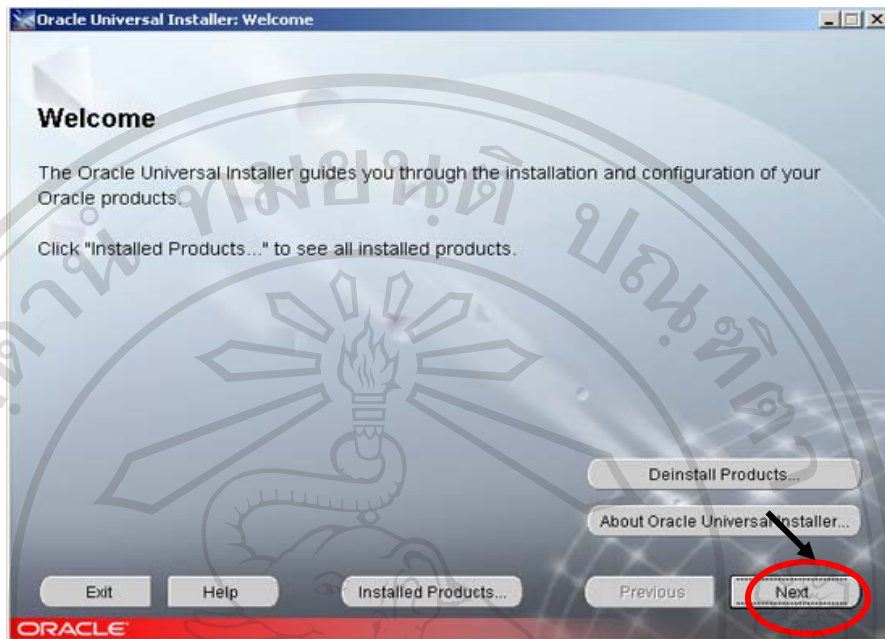 Oracle Universal Installer: Welcome
Welcome
The Oracle Universal Installer guides you through the installation and configuration of your
Oracle products.
Click "Installed Products..." to see all installed products.
Deinstall Products...
About Oracle Universal Installer...
Exit
Help
Installed Products...
Previous
Next
ORACLE